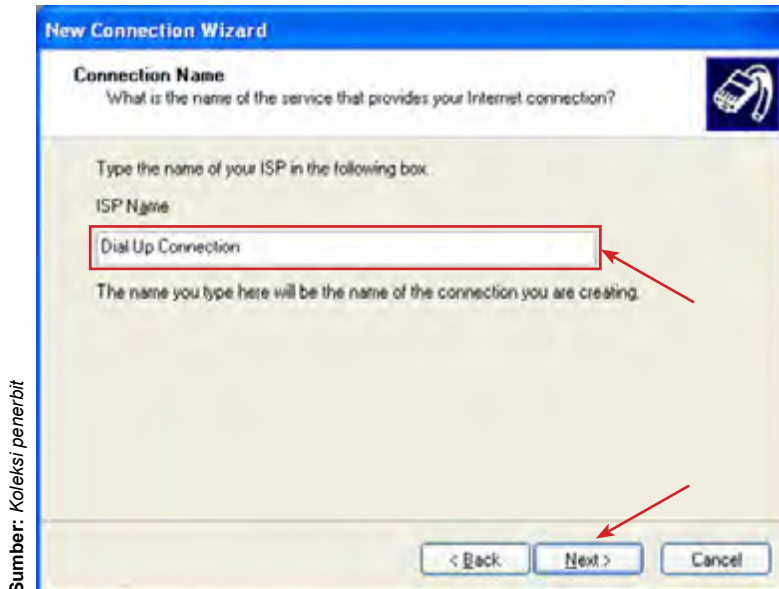 New Connection Wizard
Connection Name
What is the name of the service that provides your Internet connection?
Type the name of your ISP in the following box.
ISP Name
Dial Up Connection
The name you type here will be the name of the connection you are creating.
< Back
Next >
Cancel
Sumber: Koleksi penerbit